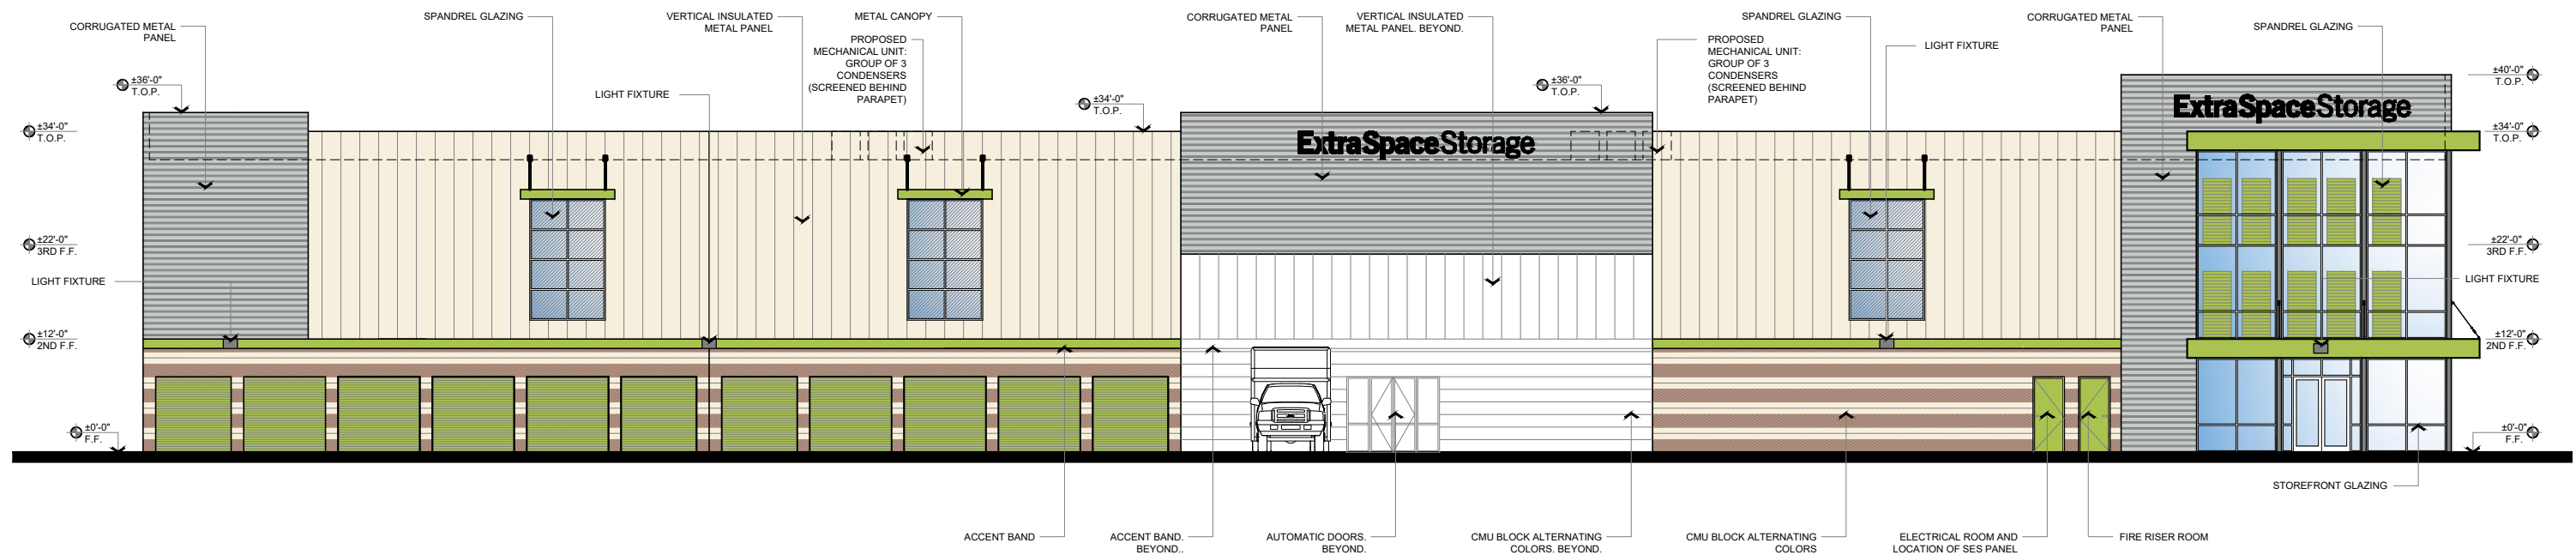 CORRUGATED METAL
PANEL
SPANDREL GLAZING
VERTICAL INSULATED
METAL PANEL
METAL CANOPY
PROPOSED
MECHANICAL UNIT:
GROUP OF 3
CONDENSERS
(SCREENED BEHIND
PARAPET)
CORRUGATED METAL
PANEL
VERTICAL INSULATED
METAL PANEL. BEYOND.
SPANDREL GLAZING
PROPOSED
MECHANICAL UNIT:
GROUP OF 3
CONDENSERS
(SCREENED BEHIND
PARAPET)
LIGHT FIXTURE
CORRUGATED METAL
PANEL
SPANDREL GLAZING
±36'-0"
T.O.P.
LIGHT FIXTURE
±34'-0"
T.O.P.
±36'-0"
T.O.P.
±40'-0"
T.O.P.
±34'-0"
T.O.P.
ExtraSpaceStorage
ExtraSpaceStorage
±34'-0"
T.O.P.
±22'-0"
3RD F.F.
±22'-0"
3RD F.F.
LIGHT FIXTURE
LIGHT FIXTURE
±12'-0"
2ND F.F.
±12'-0"
2ND F.F.
±0'-0"
F.F.
±0'-0"
F.F.
STOREFRONT GLAZING
ACCENT BAND
ACCENT BAND.
BEYOND..
AUTOMATIC DOORS.
BEYOND.
CMU BLOCK ALTERNATING
COLORS. BEYOND.
CMU BLOCK ALTERNATING
COLORS
ELECTRICAL ROOM AND
LOCATION OF SES PANEL
FIRE RISER ROOM